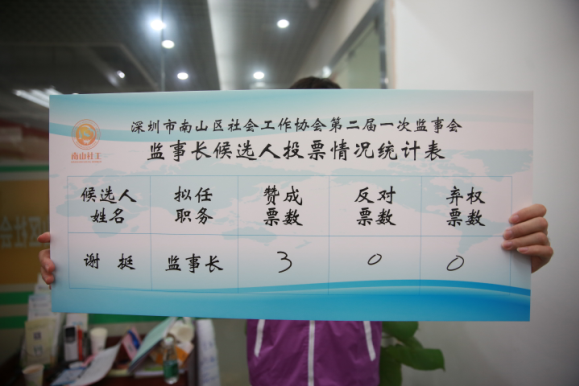 深圳市南山区社会工作协会第二届一次监事会
监事长候选人投票情况统计表
南山社工
候选人 拟任 赞成 反对 弃权
姓名 职务 票数 票数 票数
谢 挺 监事长 3 0 0